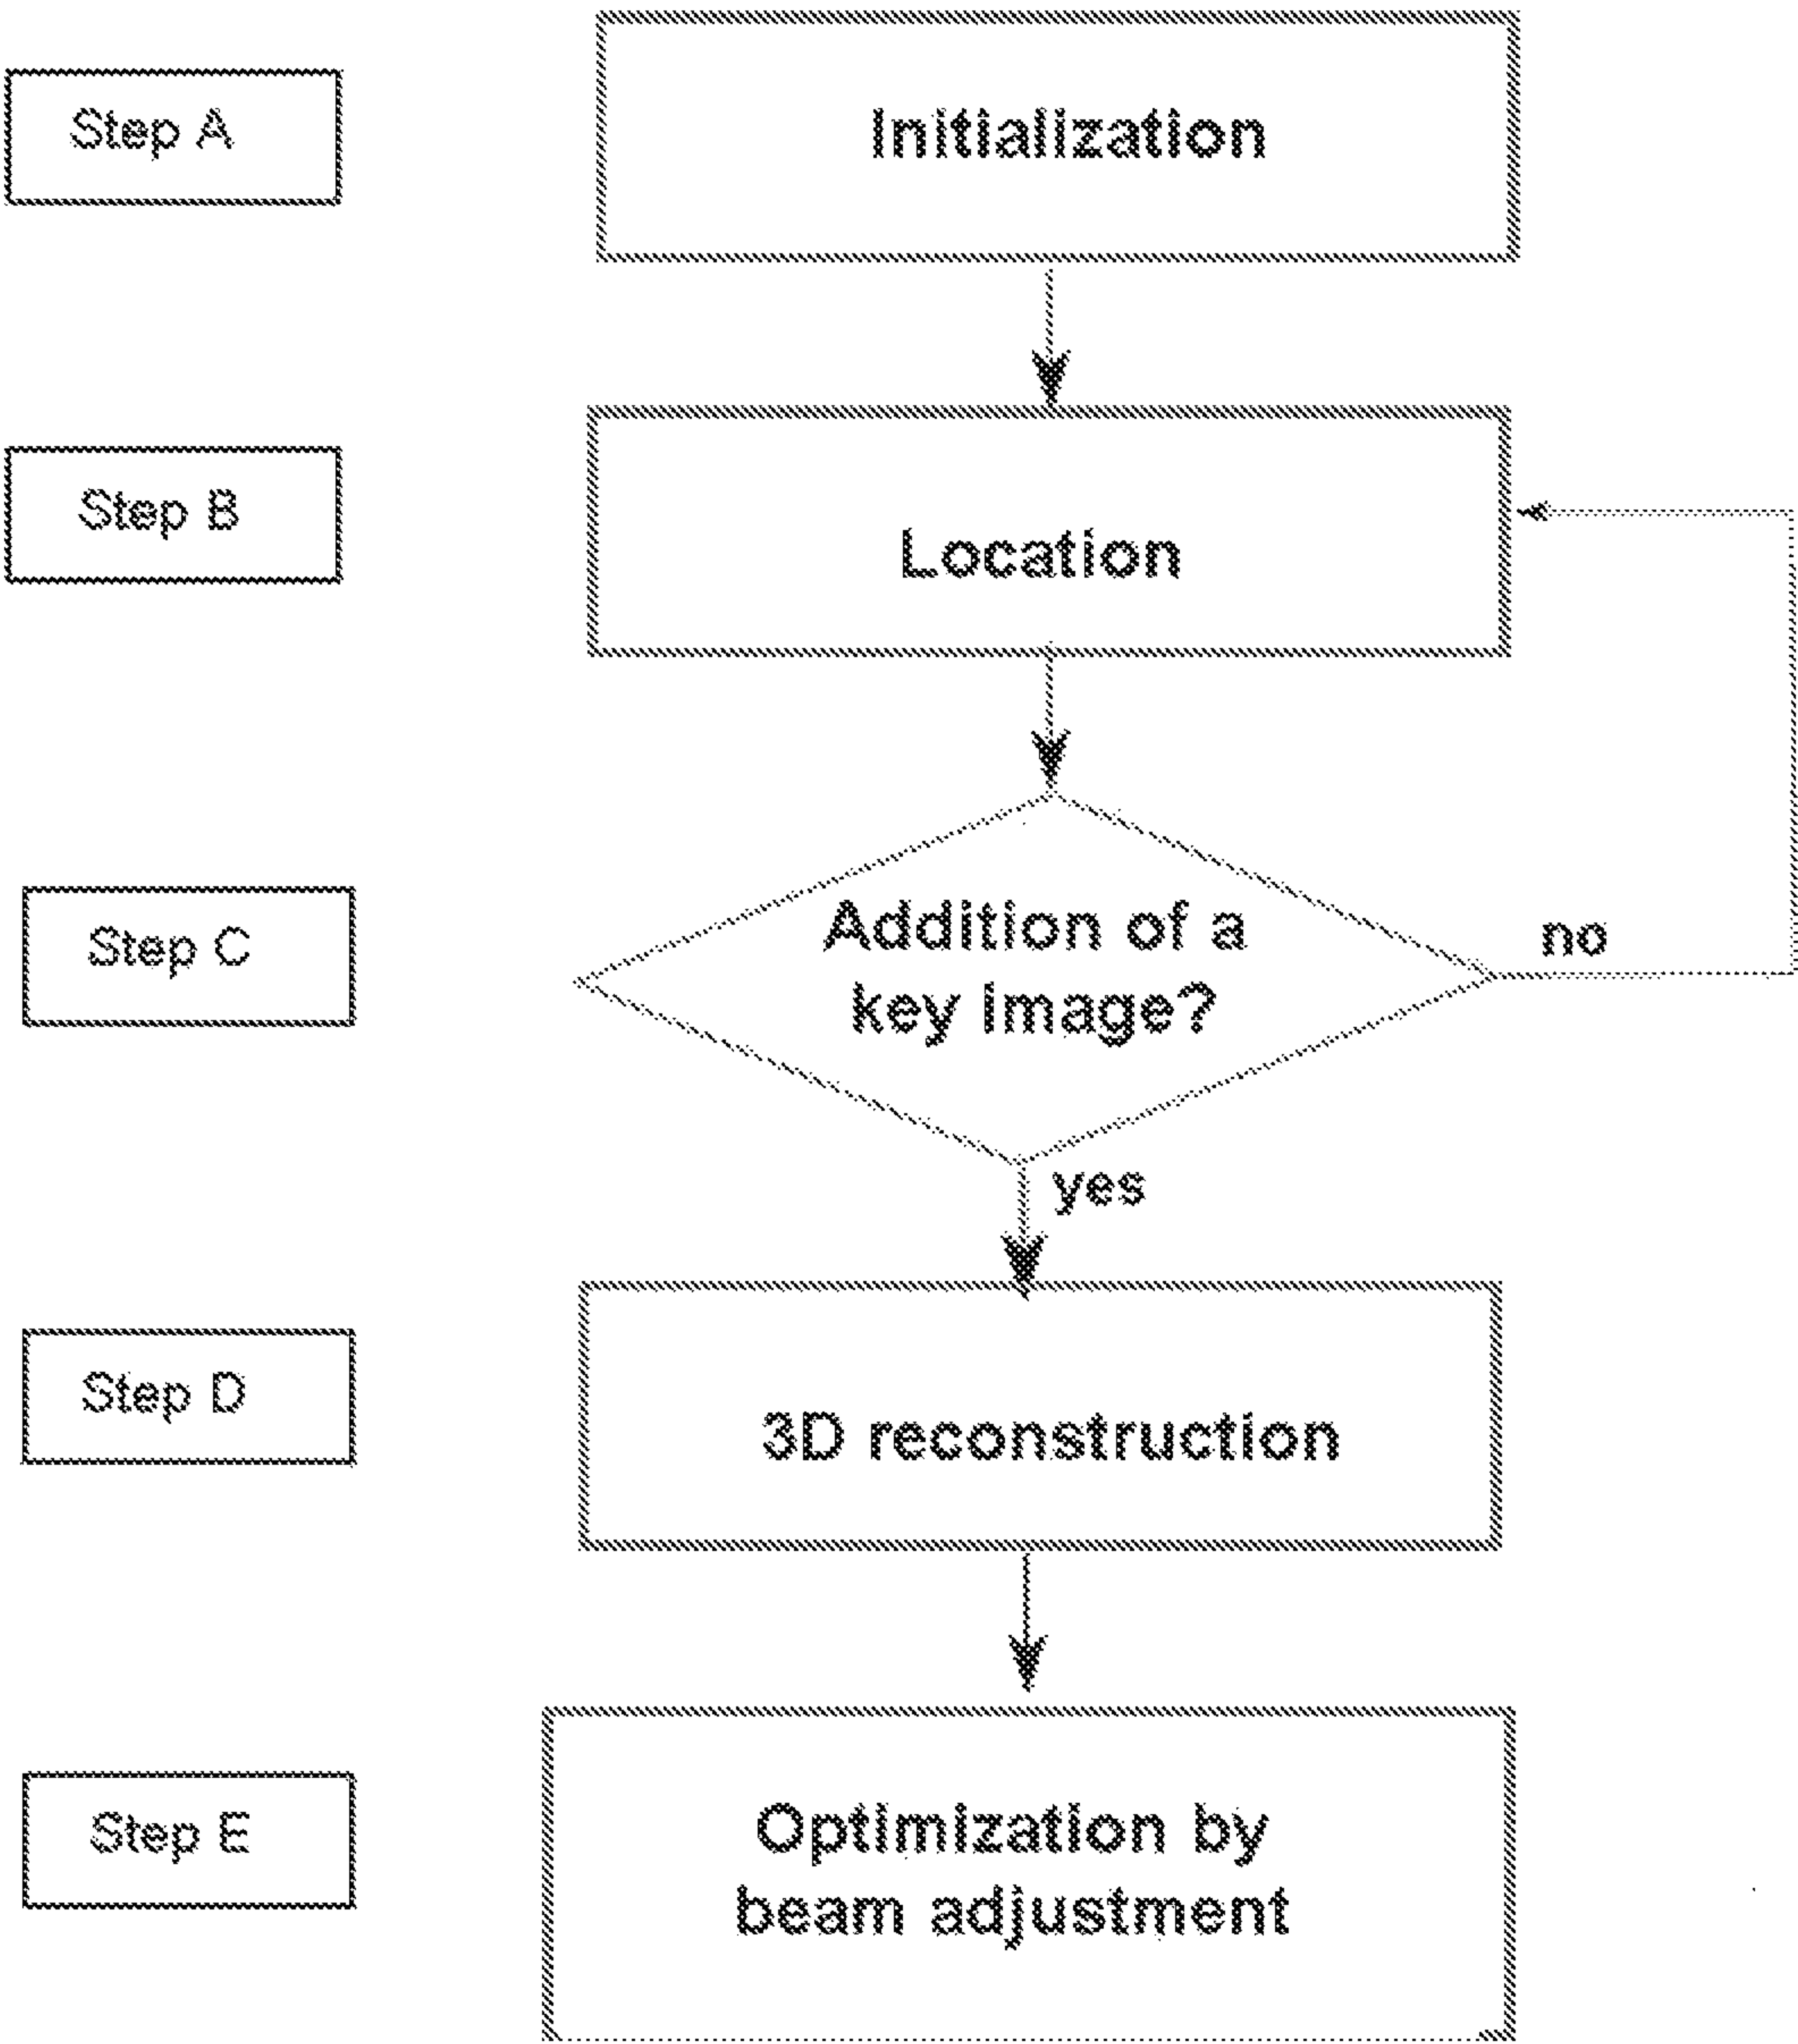 Step A
Initialization
Step B
Location
Step C
Addition of a
key image?
no
yes
Step D
3D reconstruction
Step E
Optimization by
beam adjustment